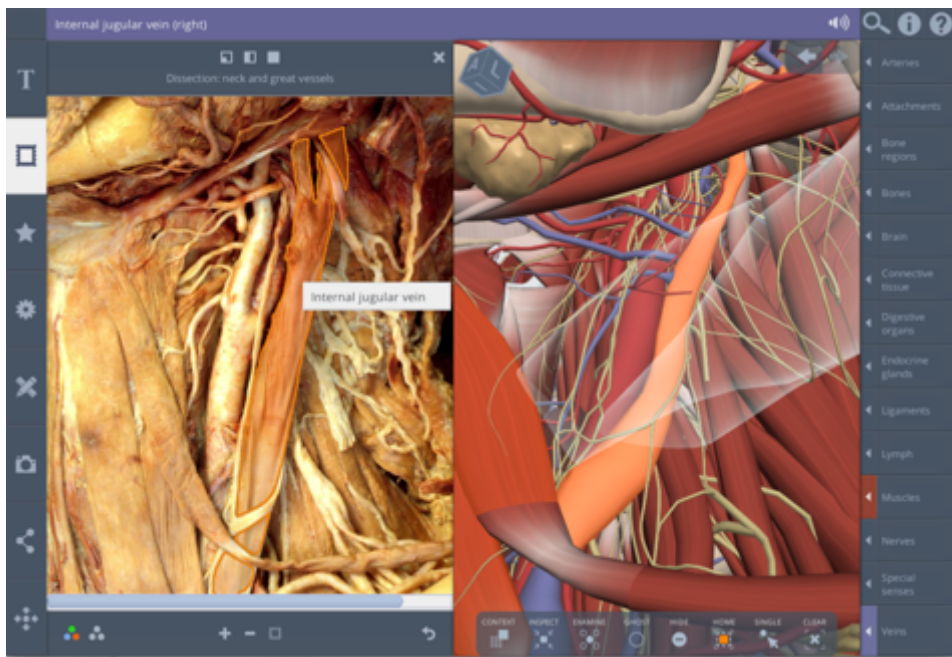 Internal jugular vein (right)
Dissection: neck and great vessels
T
Internal jugular vein
A L
Arteries
Attachments
Bone
regions
Bones
Brain
Connective
tissue
Digestive
organs
Endocrine
glands
Ligaments
Lymph
Muscles
Nerves
Special
senses
Veins
CONTEXT INSPECT EXAMINE GHOST HIDE HOME SINGLE CLEAR